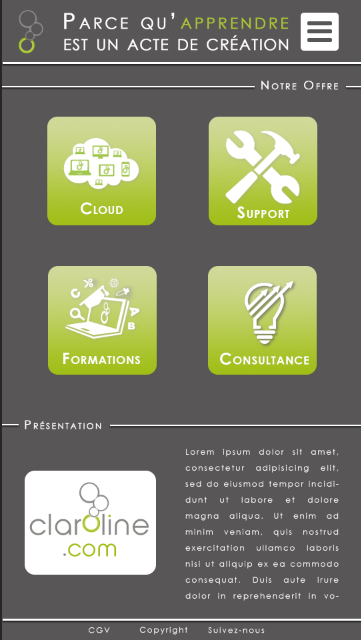 Parce qu'apprendre
est un acte de création
Notre Offre
Cloud
Support
A
B
Formations
Consultance
Présentation
claroline
.com
Lorem ipsum dolor sit amet,
consectetur adipisicing elit,
sed do eiusmod tempor incidi-
dunt ut labore et dolore
magna aliqua. Ut enim ad
minim veniam, quis nostrud
exercitation ullamco laboris
nisi ut aliquip ex ea commodo
consequat. Duis aute irure
dolor in reprehenderit in vo-
CGV Copyright Suivez-nous